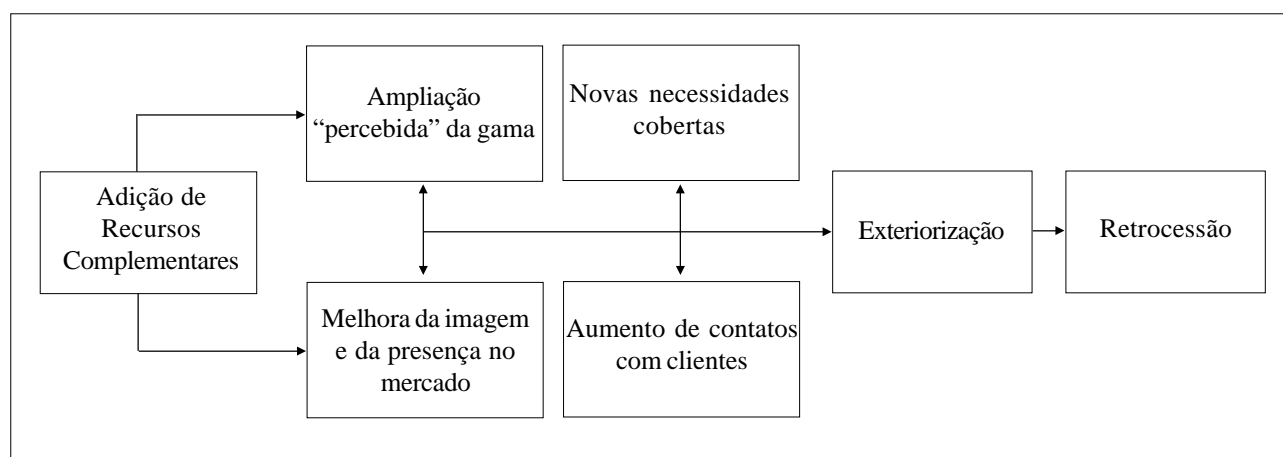 Adição de
Recursos
Complementares
Ampliação
“percebida” da gama
Melhora da imagem
e da presença no
mercado
Novas necessidades
cobertas
Aumento de contatos
com clientes
Exteriorização
Retrocessão